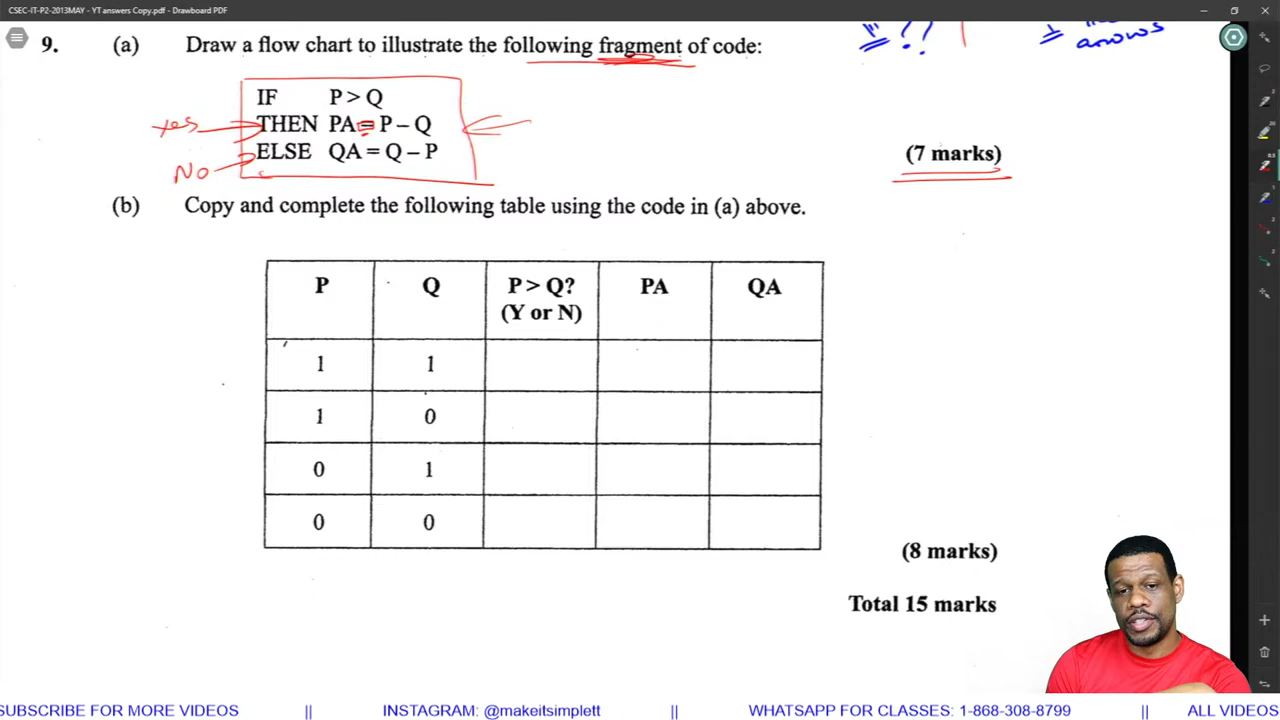 CSEC-IT-P2-2013MAY - YT answers Copy.pdf - Drawboard PDF
9. (a) Draw a flow chart to illustrate the following fragment of code:
arrows
IF P > Q
yes THEN PA = P – Q
No ELSE QA = Q – P
(7 marks)
(b) Copy and complete the following table using the code in (a) above.
P Q P > Q? (Y or N) PA QA
1 1
1 0
0 1
0 0
(8 marks)
Total 15 marks
SUBSCRIBE FOR MORE VIDEOS || INSTAGRAM: @makeitsimplett || WHATSAPP FOR CLASSES: 1-868-308-8799 || ALL VIDEOS